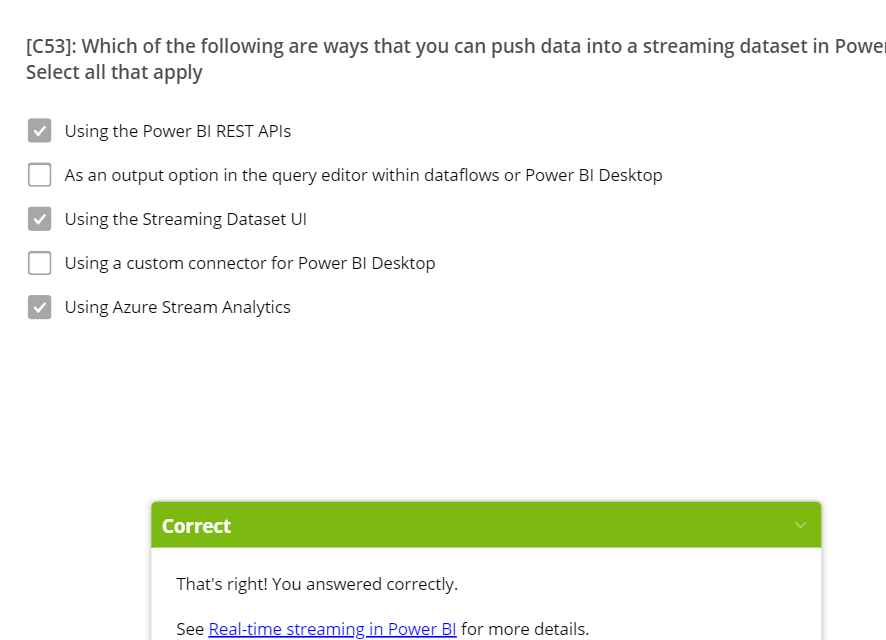 [C53]: Which of the following are ways that you can push data into a streaming dataset in Power
Select all that apply
Using the Power BI REST APIs
As an output option in the query editor within dataflows or Power BI Desktop
Using the Streaming Dataset UI
Using a custom connector for Power BI Desktop
Using Azure Stream Analytics
Correct
That's right! You answered correctly.
See Real-time streaming in Power BI for more details.